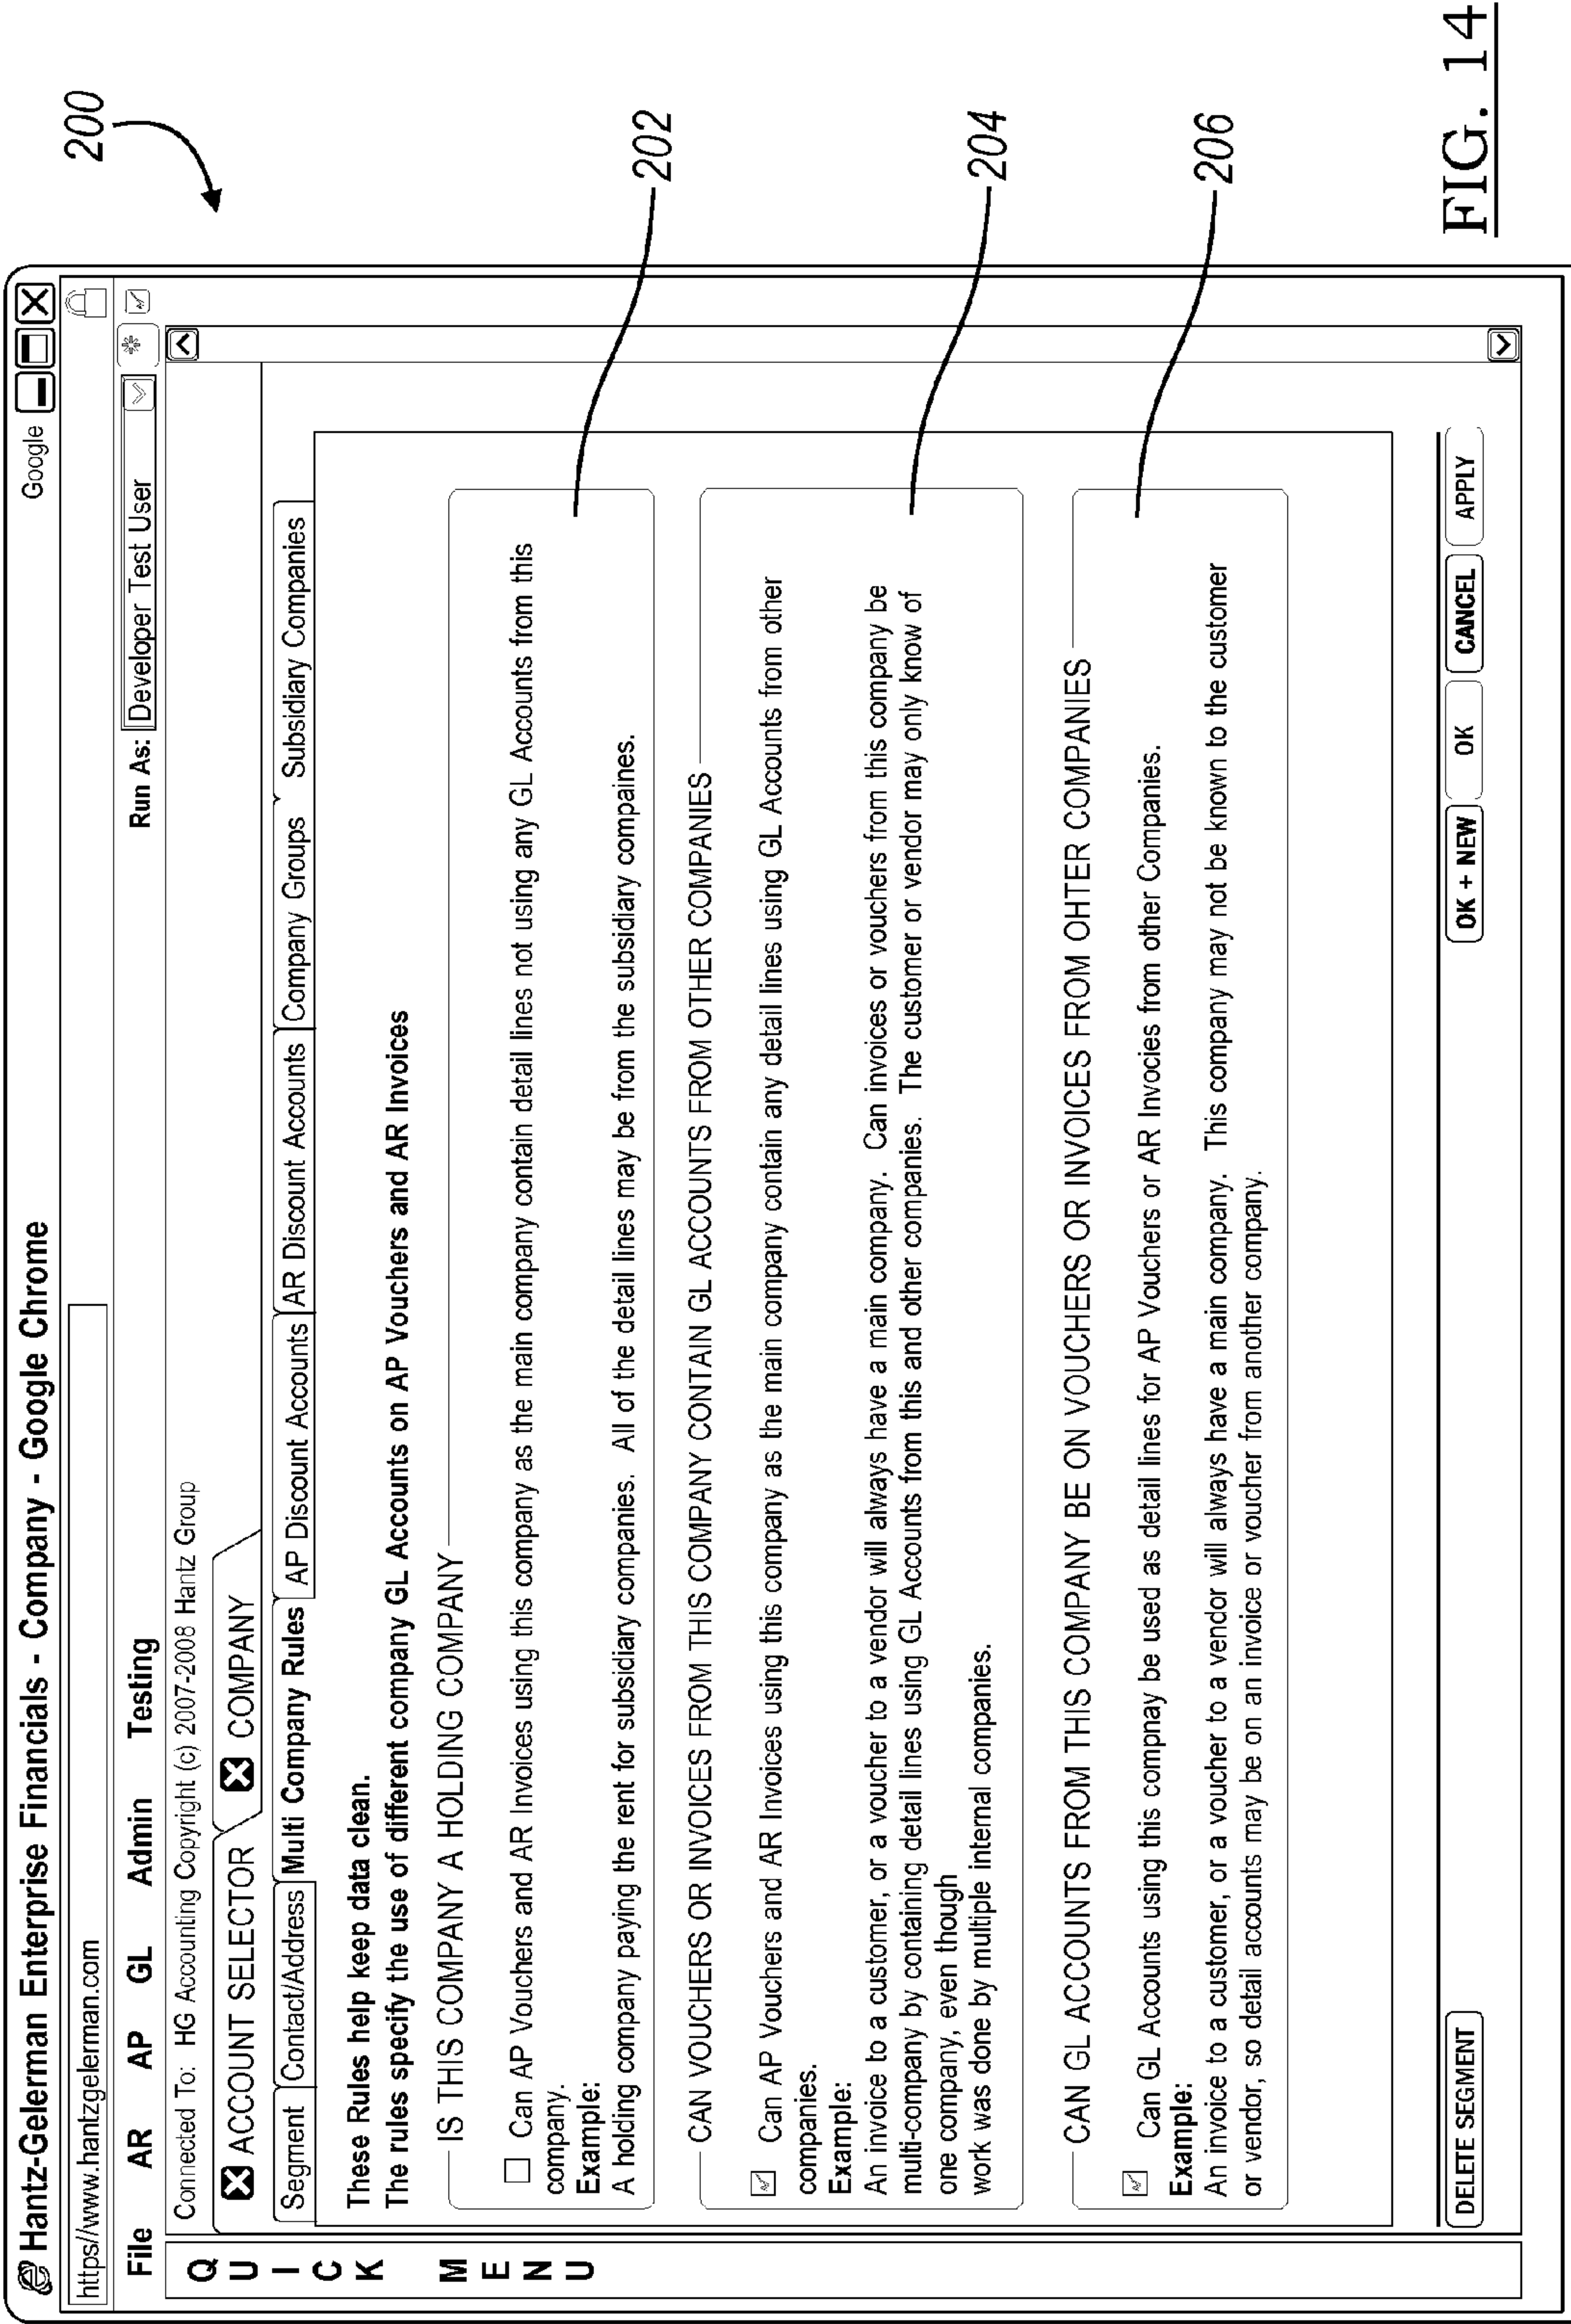 Hantz-Gelerman Enterprise Financials - Company - Google Chrome
Google
https//www.hantzgelerman.com
File AR AP GL Admin Testing
Run As: Developer Test User
Connected To: HG Accounting Copyright (c) 2007-2008 Hantz Group
QUICK MENU
ACCOUNT SELECTOR COMPANY
Segment Contact/Address Multi Company Rules AP Discount Accounts AR Discount Accounts Company Groups Subsidiary Companies
These Rules help keep data clean.
The rules specify the use of different company GL Accounts on AP Vouchers and AR Invoices
IS THIS COMPANY A HOLDING COMPANY
Can AP Vouchers and AR Invoices using this company as the main company contain detail lines not using any GL Accounts from this
company.
Example:
A holding company paying the rent for subsidiary companies. All of the detail lines may be from the subsidiary compaines.
CAN VOUCHERS OR INVOICES FROM THIS COMPANY CONTAIN GL ACCOUNTS FROM OTHER COMPANIES
Can AP Vouchers and AR Invoices using this company as the main company contain any detail lines using GL Accounts from other
companies.
Example:
An invoice to a customer, or a voucher to a vendor will always have a main company. Can invoices or vouchers from this company be
multi-company by containing detail lines using GL Accounts from this and other companies. The customer or vendor may only know of
one company, even though
work was done by multiple internal companies.
CAN GL ACCOUNTS FROM THIS COMPANY BE ON VOUCHERS OR INVOICES FROM OHTER COMPANIES
Can GL Accounts using this compnay be used as detail lines for AP Vouchers or AR Invocies from other Companies.
Example:
An invoice to a customer, or a voucher to a vendor will always have a main company. This company may not be known to the customer
or vendor, so detail accounts may be on an invoice or voucher from another company.
DELETE SEGMENT OK + NEW OK CANCEL APPLY
200
202
204
206
FIG. 14